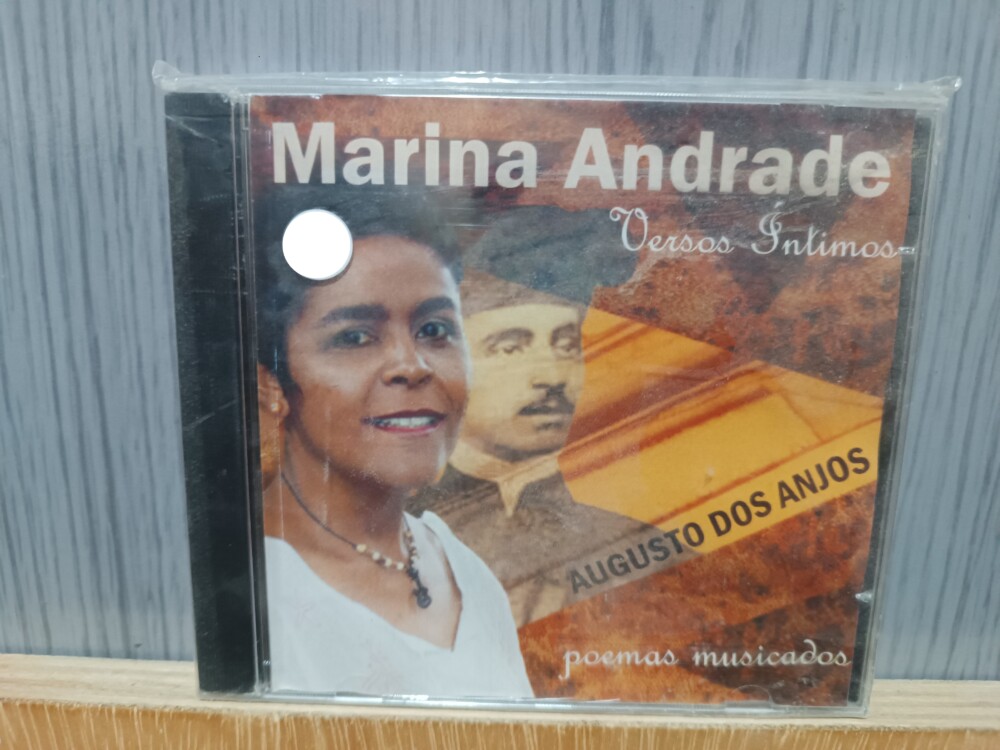 Marina Andrade
Versos Íntimos
AUGUSTO DOS ANJOS
poemas musicados